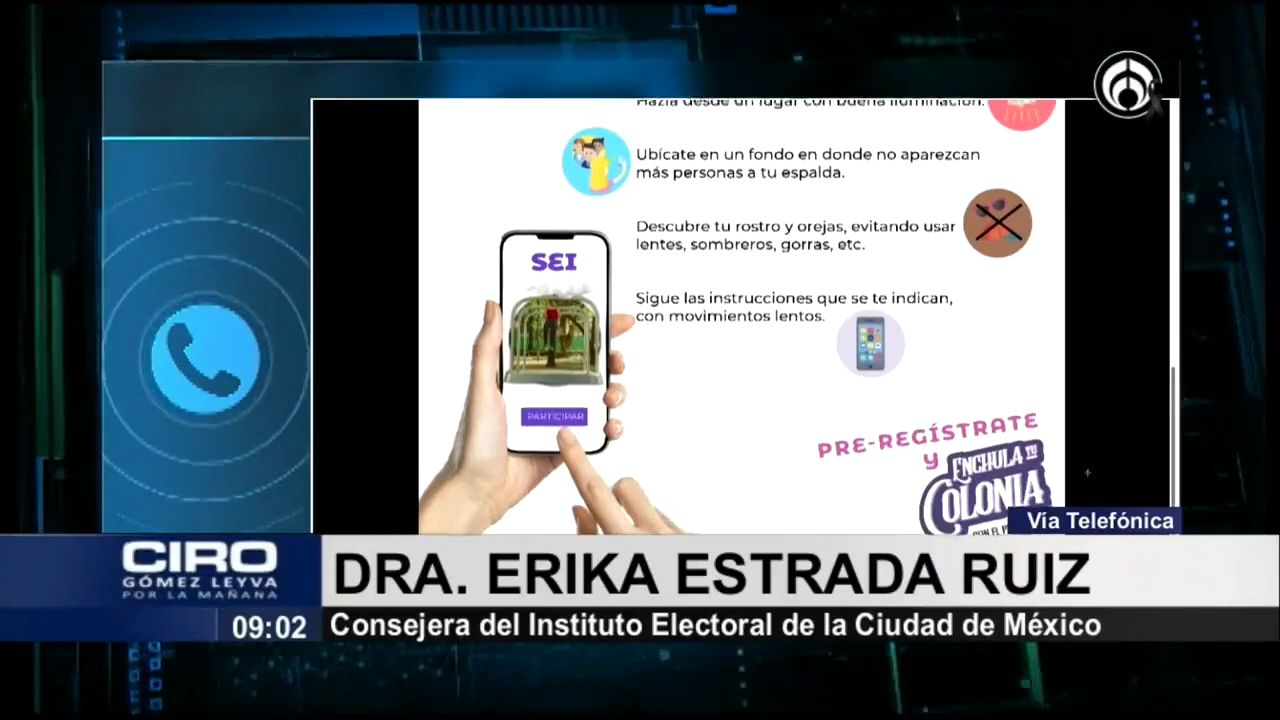 Hazla desde un lugar con buena iluminación.
Ubícate en un fondo en donde no aparezcan
más personas a tu espalda.
Descubre tu rostro y orejas, evitando usar
lentes, sombreros, gorras, etc.
Sigue las instrucciones que se te indican,
con movimientos lentos.
SEI
PARTICIPAR
PRE-REGÍSTRATE
Y
ENCHULA TU
COLONIA
CON EL
Vía Telefónica
CIRO
GÓMEZ LEYVA
POR LA MAÑANA
DRA. ERIKA ESTRADA RUIZ
09:02
Consejera del Instituto Electoral de la Ciudad de México